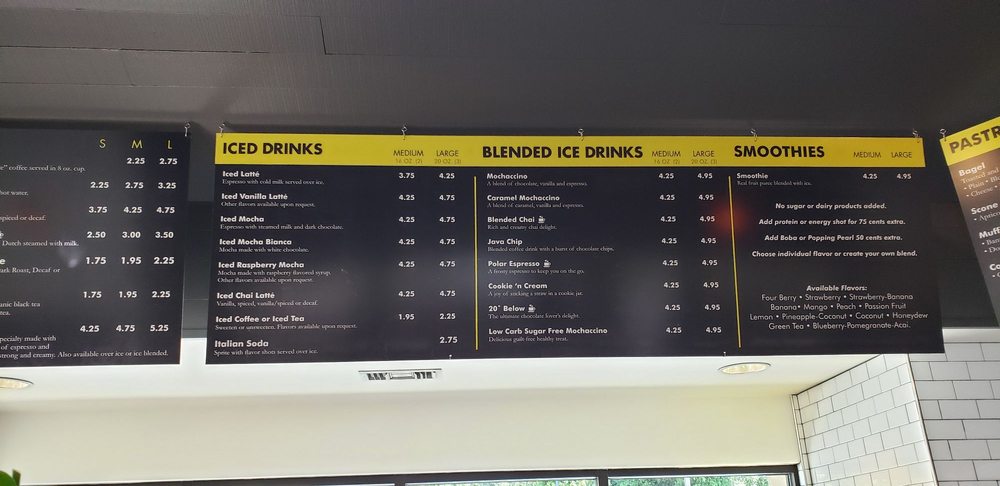 S M L
2.25 2.75
e" coffee served in 8 oz. cup.
2.25 2.75 3.25
hot water.
3.75 4.25 4.75
spiced or decaf.
2.50 3.00 3.50
Dutch steamed with milk.
1.75 1.95 2.25
ark Roast, Decaf or
1.75 1.95 2.25
anic black tea
tea.
4.25 4.75 5.25
specialty made with
of espresso and
strong and creamy. Also available over ice or ice blended.
ICED DRINKS
MEDIUM LARGE
16 OZ. (2) 20 OZ. (3)
Iced Latté 3.75 4.25
Espresso with cold milk served over ice.
Iced Vanilla Latté 4.25 4.75
Other flavors available upon request.
Iced Mocha 4.25 4.75
Espresso with steamed milk and dark chocolate.
Iced Mocha Bianca 4.25 4.75
Mocha made with white chocolate.
Iced Raspberry Mocha 4.25 4.75
Mocha made with raspberry flavored syrup.
Other flavors available upon request.
Iced Chai Latté 4.25 4.75
Vanilla, spiced, vanilla/spiced or decaf.
Iced Coffee or Iced Tea 1.95 2.25
Sweeten or unsweeten. Flavors available upon request.
Italian Soda 2.75
Sprite with flavor shots served over ice.
BLENDED ICE DRINKS
MEDIUM LARGE
16 OZ. (2) 20 OZ. (3)
Mochaccino 4.25 4.95
A blend of chocolate, vanilla and espresso.
Caramel Mochaccino 4.25 4.95
A blend of caramel, vanilla and espresso.
Blended Chai 4.25 4.95
Rich and creamy chai delight.
Java Chip 4.25 4.95
Blended coffee drink with a burst of chocolate chips.
Polar Espresso 4.25 4.95
A frosty espresso to keep you on the go.
Cookie 'n Cream 4.25 4.95
A joy of sucking a straw in a cookie jar.
20° Below 4.25 4.95
The ultimate chocolate lover's delight.
Low Carb Sugar Free Mochaccino 4.25 4.95
Delicious guilt-free healthy treat.
SMOOTHIES
MEDIUM LARGE
Smoothie 4.25 4.95
Real fruit puree blended with ice.
No sugar or dairy products added.
Add protein or energy shot for 75 cents extra.
Add Boba or Popping Pearl 50 cents extra.
Choose individual flavor or create your own blend.
Available Flavors:
Four Berry • Strawberry • Strawberry-Banana
Banana• Mango • Peach • Passion Fruit
Lemon • Pineapple-Coconut • Coconut • Honeydew
Green Tea • Blueberry-Pomegranate-Acai.
PASTR
Bagel
Toasted and
• Plain • Blu
Scone
• Apric
Muff
• Ba